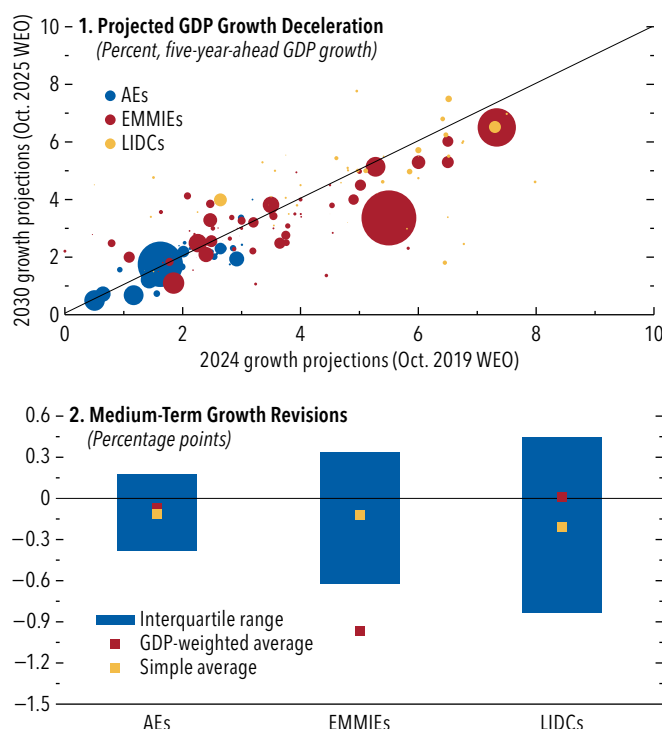 1. Projected GDP Growth Deceleration
(Percent, five-year-ahead GDP growth)
2030 growth projections (Oct. 2025 WEO)
10
8
6
4
2
0
AEs
EMMIEs
LIDCs
0 2 4 6 8 10
2024 growth projections (Oct. 2019 WEO)
2. Medium-Term Growth Revisions
(Percentage points)
0.6
0.3
0
−0.3
−0.6
−0.9
−1.2
−1.5
Interquartile range
GDP-weighted average
Simple average
AEs EMMIEs LIDCs